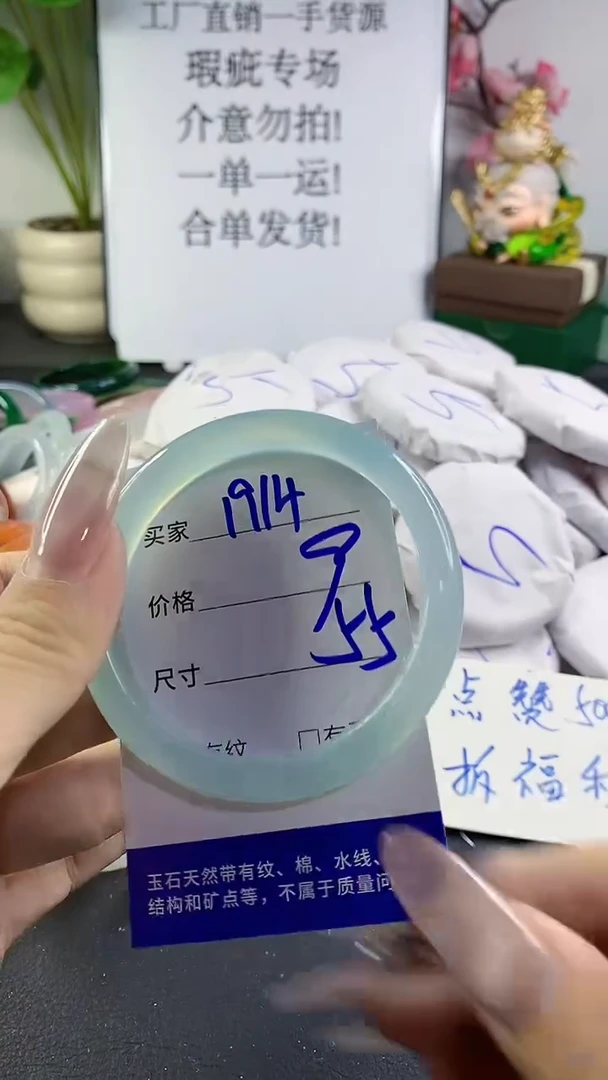 工厂直销一手货源
瑕疵专场
介意勿拍!
一单一运!
合单发货!
买家 1914
价格
尺寸 55
点赞 50
拆福利
玉石天然带有纹、棉、水线、
结构和矿点等，不属于质量问